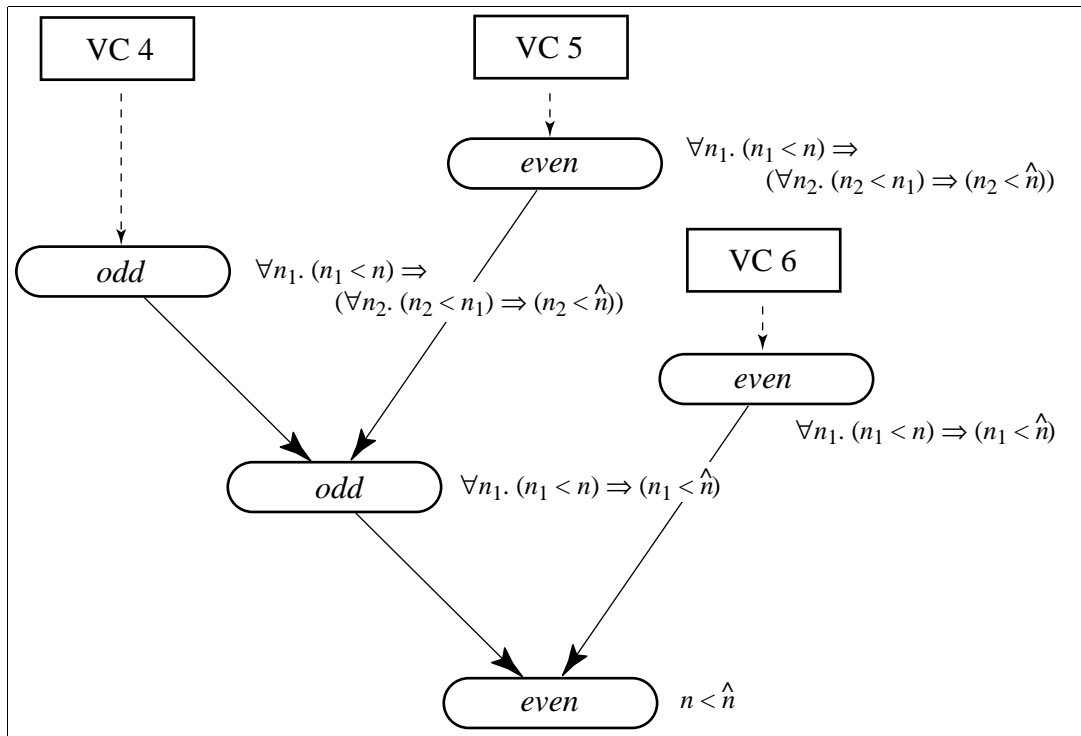 VC 4
VC 5
even
∀n₁. (n₁ < n) ⇒
(∀n₂. (n₂ < n₁) ⇒ (n₂ < n̂))
VC 6
odd
∀n₁. (n₁ < n) ⇒
(∀n₂. (n₂ < n₁) ⇒ (n₂ < n̂))
even
∀n₁. (n₁ < n) ⇒ (n₁ < n̂)
odd
∀n₁. (n₁ < n) ⇒ (n₁ < n̂)
even
n < n̂